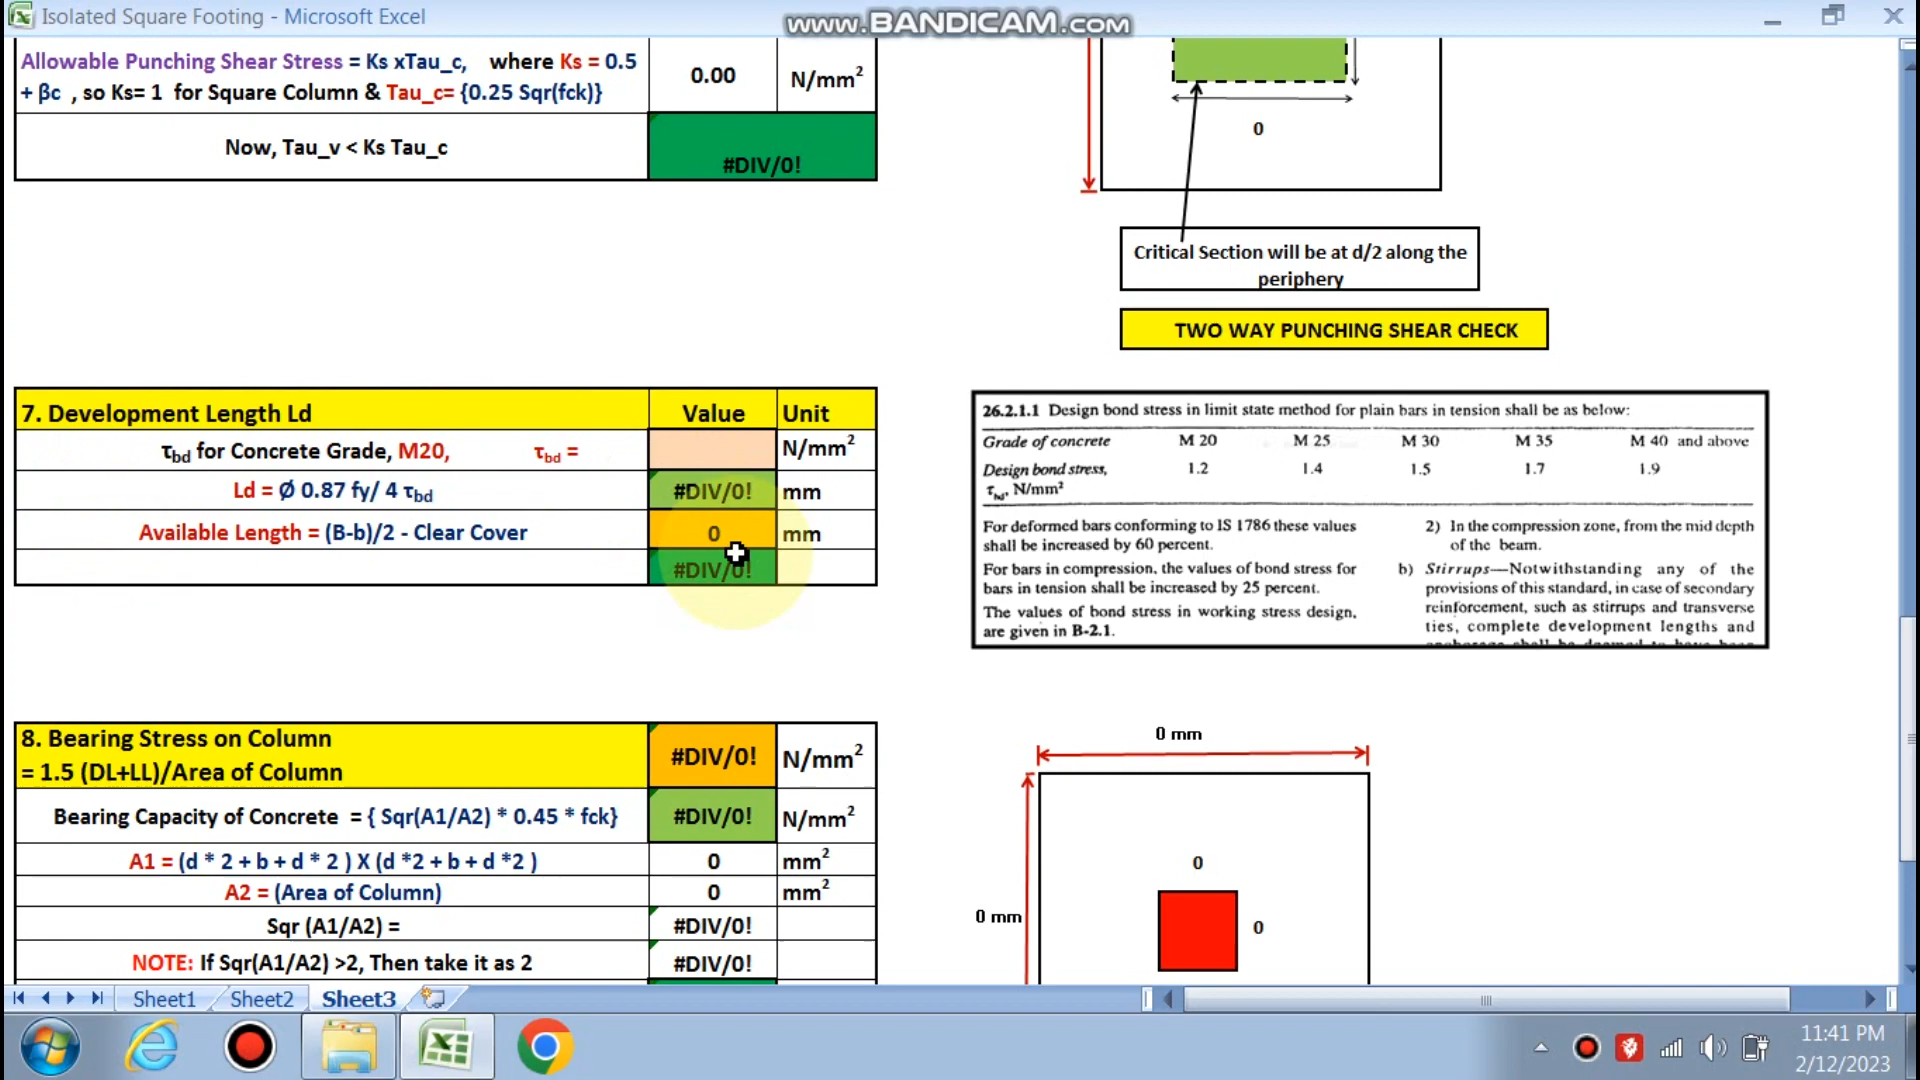 Isolated Square Footing - Microsoft Excel
www.BANDICAM.com
Allowable Punching Shear Stress = Ks xTau_c, where Ks = 0.5
+ βc , so Ks= 1 for Square Column & Tau_c= {0.25 Sqr(fck)}
0.00
N/mm²
Now, Tau_v < Ks Tau_c
#DIV/0!
0
Critical Section will be at d/2 along the
periphery
TWO WAY PUNCHING SHEAR CHECK
7. Development Length Ld
Value
Unit
τbd for Concrete Grade, M20, τbd =
N/mm²
Ld = Ø 0.87 fy/ 4 τbd
#DIV/0!
mm
Available Length = (B-b)/2 - Clear Cover
0
mm
#DIV/0!
26.2.1.1 Design bond stress in limit state method for plain bars in tension shall be as below:
Grade of concrete M 20 M 25 M 30 M 35 M 40 and above
Design bond stress, 1.2 1.4 1.5 1.7 1.9
τbd, N/mm²
For deformed bars conforming to IS 1786 these values
shall be increased by 60 percent.
For bars in compression, the values of bond stress for
bars in tension shall be increased by 25 percent.
The values of bond stress in working stress design,
are given in B-2.1.
2) In the compression zone, from the mid depth
of the beam.
b) Stirrups—Notwithstanding any of the
provisions of this standard, in case of secondary
reinforcement, such as stirrups and transverse
ties, complete development lengths and
8. Bearing Stress on Column
= 1.5 (DL+LL)/Area of Column
#DIV/0!
N/mm²
Bearing Capacity of Concrete = { Sqr(A1/A2) * 0.45 * fck}
#DIV/0!
N/mm²
A1 = (d * 2 + b + d * 2 ) X (d *2 + b + d *2 )
0
mm²
A2 = (Area of Column)
0
mm²
Sqr (A1/A2) =
#DIV/0!
NOTE: If Sqr(A1/A2) >2, Then take it as 2
#DIV/0!
0 mm
0
0 mm
0
Sheet1
Sheet2
Sheet3
11:41 PM
2/12/2023